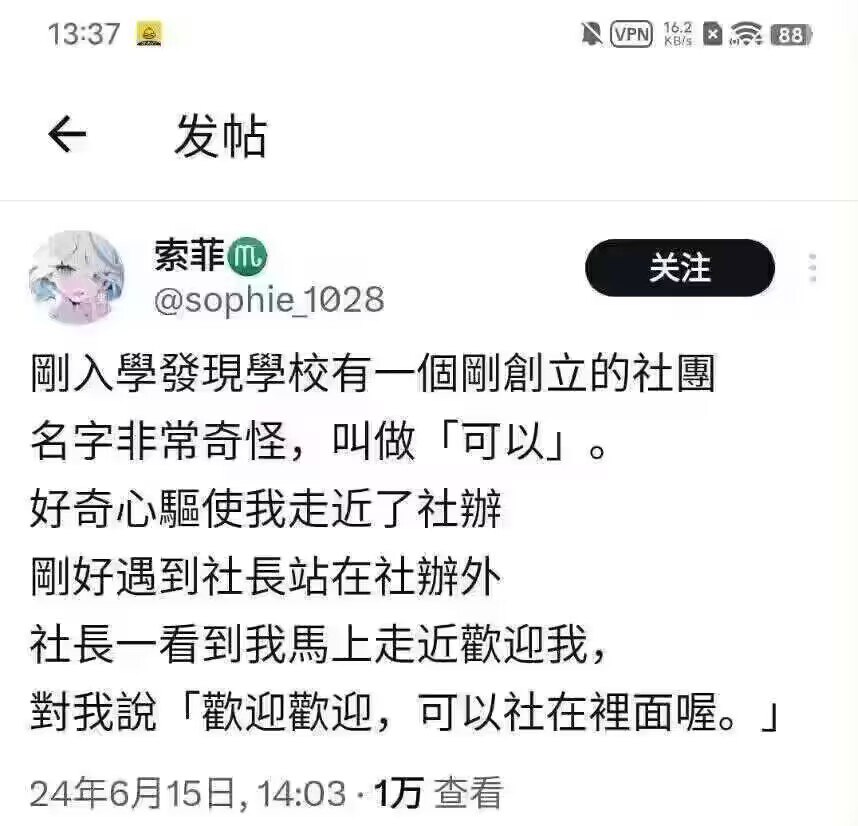 13:37
VPN 16.2 KB/s 88
发帖
索菲♏
@sophie_1028
关注
剛入學發現學校有一個剛創立的社團
名字非常奇怪，叫做「可以」。
好奇心驅使我走近了社辦
剛好遇到社長站在社辦外
社長一看到我馬上走近歡迎我，
對我說「歡迎歡迎，可以社在裡面喔。」
24年6月15日, 14:03 · 1万 查看